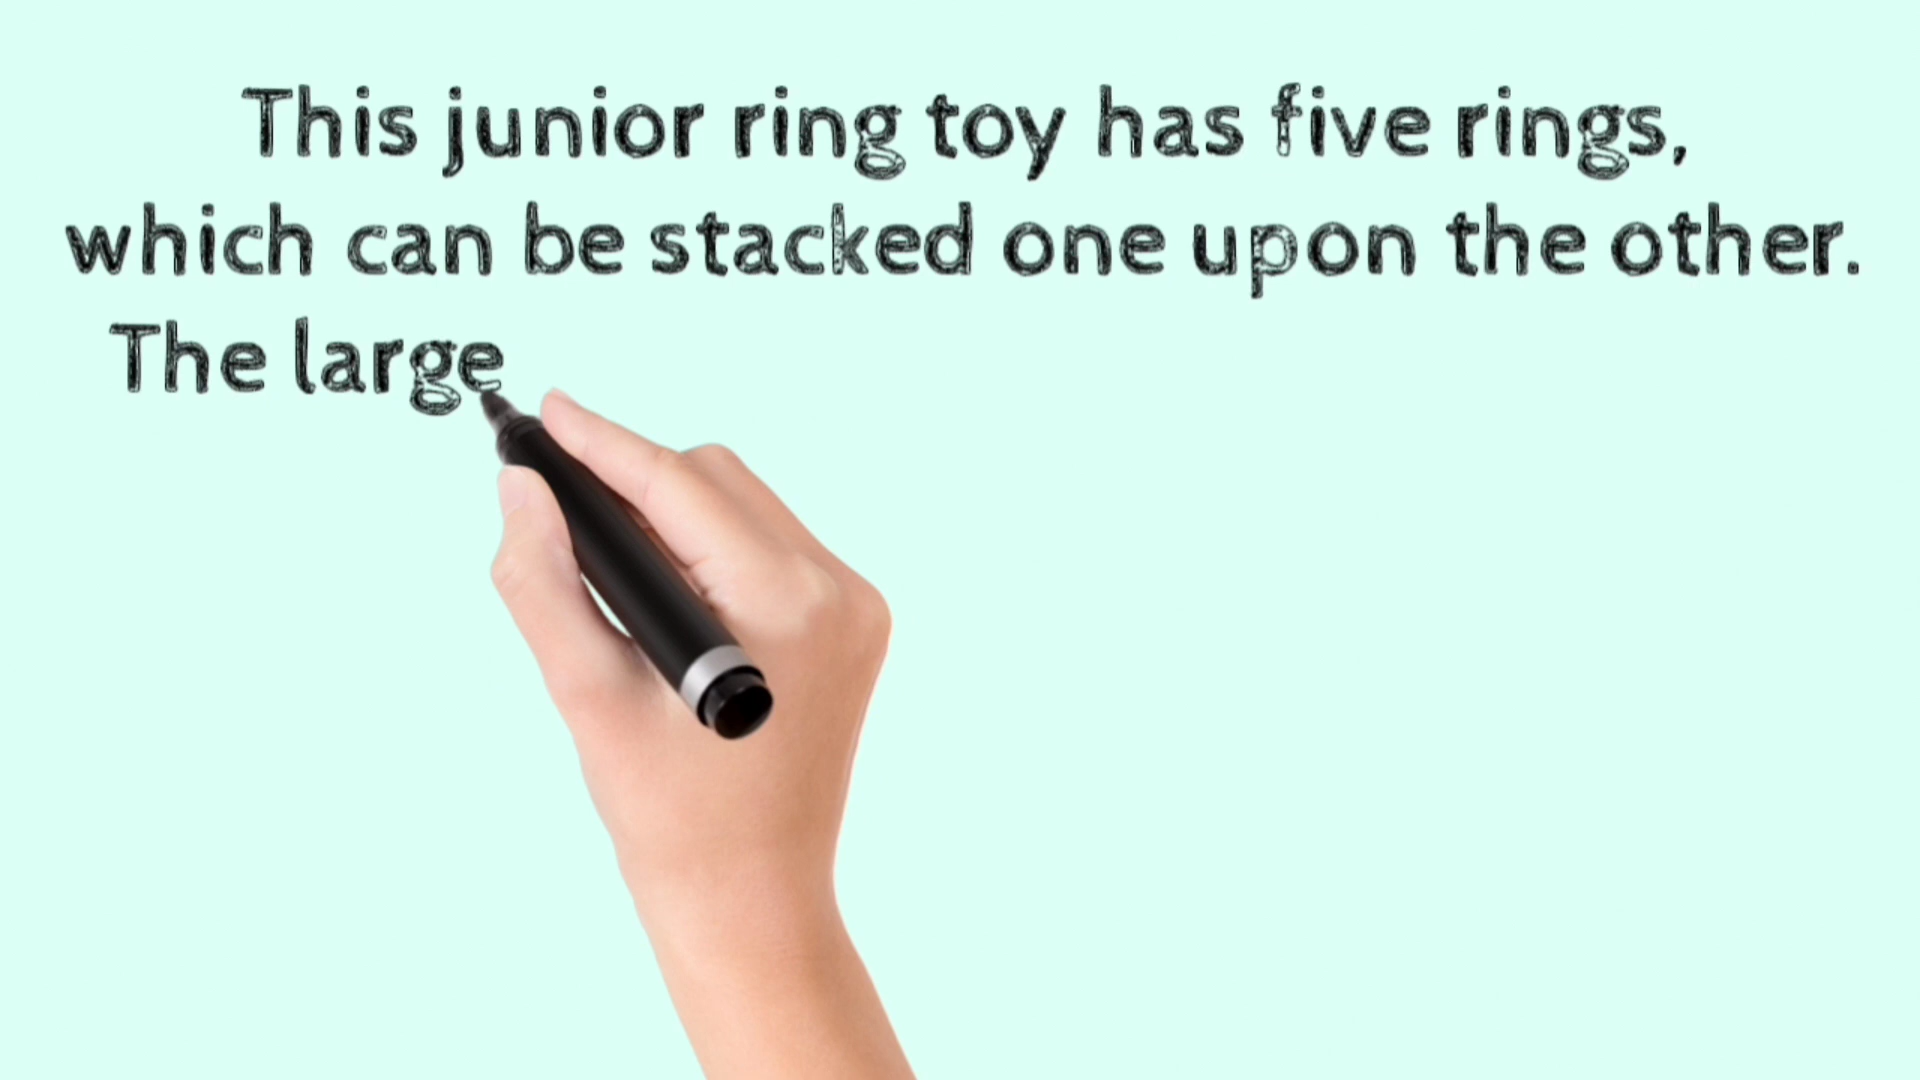 This junior ring toy has five rings,
which can be stacked one upon the other.
The large